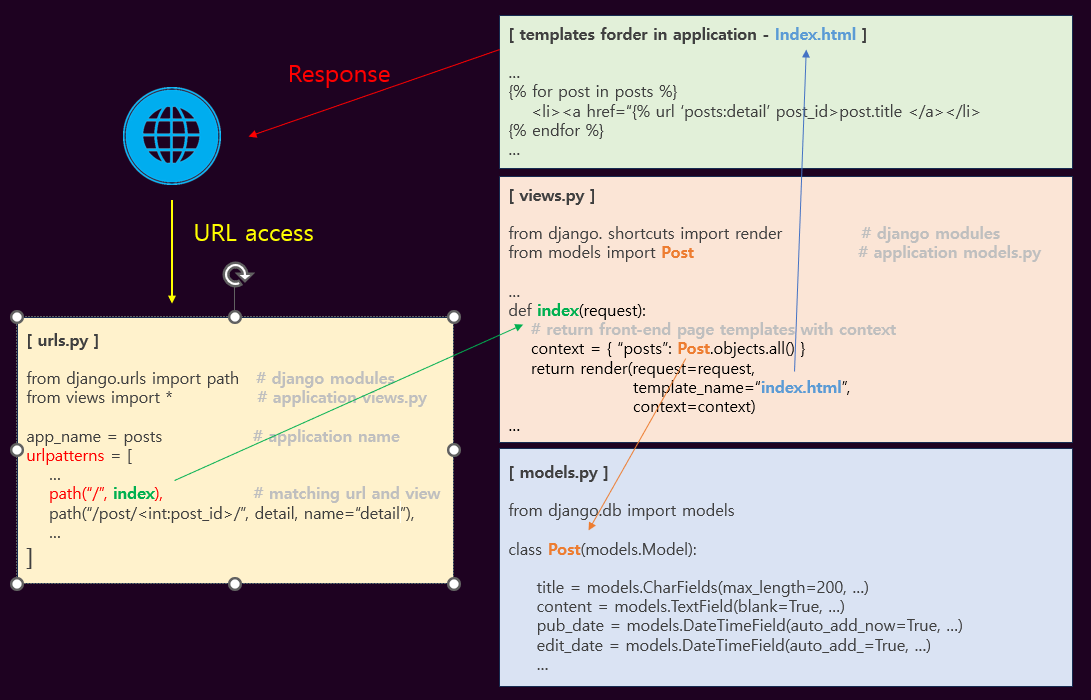 Response
URL access
[ urls.py ]
from django.urls import path # django modules
from views import * # application views.py
app_name = posts # application name
urlpatterns = [
...
path(“/”, index), # matching url and view
path(“/post/<int:post_id>/”, detail, name=“detail”),
...
]
[ templates forder in application - Index.html ]
...
{% for post in posts %}
<li><a href=“{% url ‘posts:detail’ post_id>post.title </a></li>
{% endfor %}
...
[ views.py ]
from django. shortcuts import render # django modules
from models import Post # application models.py
...
def index(request):
# return front-end page templates with context
context = { “posts”: Post.objects.all() }
return render(request=request,
template_name=“index.html”,
context=context)
...
[ models.py ]
from django.db import models
class Post(models.Model):
title = models.CharFields(max_length=200, ...)
content = models.TextField(blank=True, ...)
pub_date = models.DateTimeField(auto_add_now=True, ...)
edit_date = models.DateTimeField(auto_add_=True, ...)
...